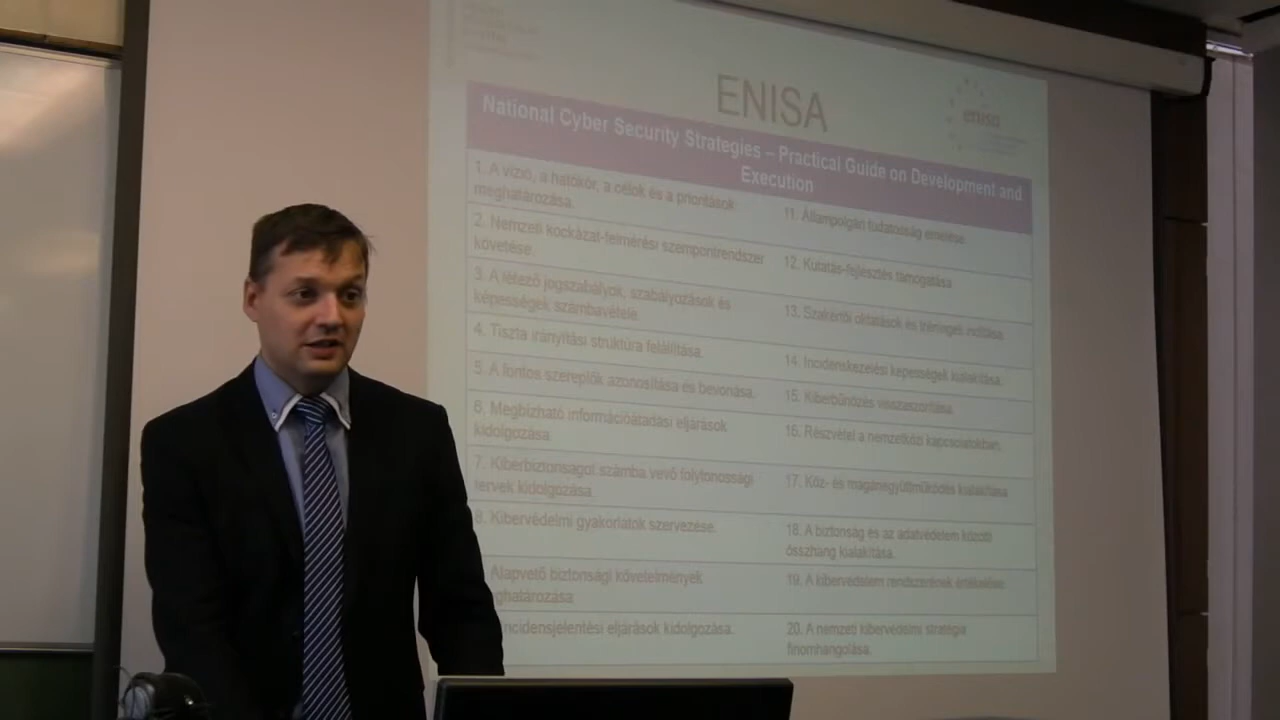 ENISA
enisa
National Cyber Security Strategies – Practical Guide on Development and
Execution
1. A vízió, a hatókör, a célok és a prioritások
meghatározása.
2. Nemzeti kockázat-felmérési szempontrendszer
követése.
3. A létező jogszabályok, szabályozások és
képességek számbavétele.
4. Tiszta irányítási struktúra felállítása.
5. A fontos szereplők azonosítása és bevonása.
6. Megbízható információátadási eljárások
kidolgozása.
7. Kiberbiztonságot számba vevő folytonossági
tervek kidolgozása.
8. Kibervédelmi gyakorlatok szervezése.
Alapvető biztonsági követelmények
ghatározása.
ncidensjelentési eljárások kidolgozása.
11. Állampolgári tudatosság emelése.
12. Kutatás-fejlesztés támogatása
13. Szakértői oktatások és tréningek indítása.
14. Incidenskezelési képességek kialakítása.
15. Kiberbűnözés visszaszorítása.
16. Részvétel a nemzetközi kapcsolatokban.
17. Köz- és magánegyüttműködés kialakítása.
18. A biztonság és az adatvédelem közötti
összhang kialakítása.
19. A kibervédelem rendszerének értékelése.
20. A nemzeti kibervédelmi stratégia
finomhangolása.